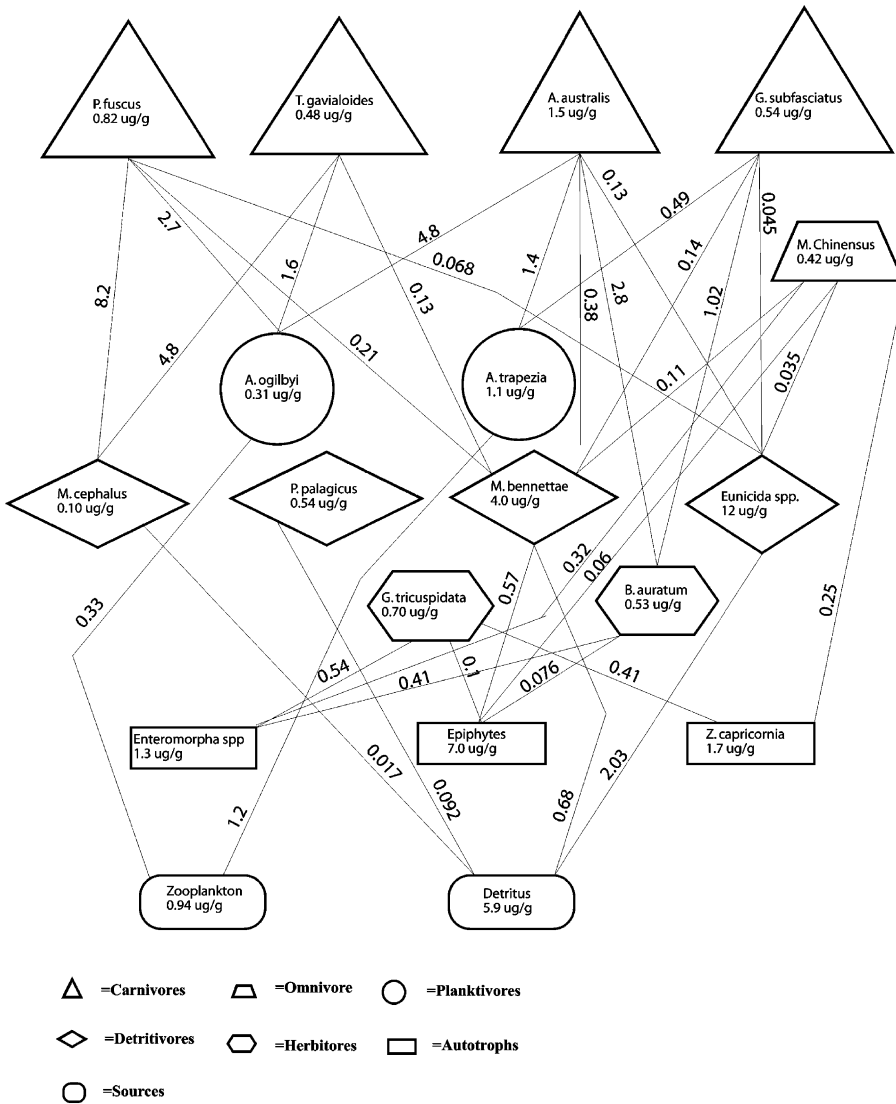 P. fuscus
0.82 ug/g
T. gavialoides
0.48 ug/g
A. australis
1.5 ug/g
G. subfasciatus
0.54 ug/g
M. Chinensus
0.42 ug/g
2.7
4.8
0.13
0.49
0.045
8.2
1.6
0.068
1.4
0.14
4.8
0.13
0.38
2.8
1.02
0.21
0.11
0.035
A. ogilbyi
0.31 ug/g
A. trapezia
1.1 ug/g
M. cephalus
0.10 ug/g
P. palagicus
0.54 ug/g
M. bennettae
4.0 ug/g
Eunicida spp.
12 ug/g
0.33
0.57
0.32
0.06
0.25
G. tricuspidata
0.70 ug/g
B. auratum
0.53 ug/g
0.54
0.41
0.1
0.076
0.41
Enteromorpha spp
1.3 ug/g
Epiphytes
7.0 ug/g
Z. capricornia
1.7 ug/g
1.2
0.017
0.092
0.68
2.03
Zooplankton
0.94 ug/g
Detritus
5.9 ug/g
=Carnivores
=Omnivore
=Planktivores
=Detritivores
=Herbitores
=Autotrophs
=Sources